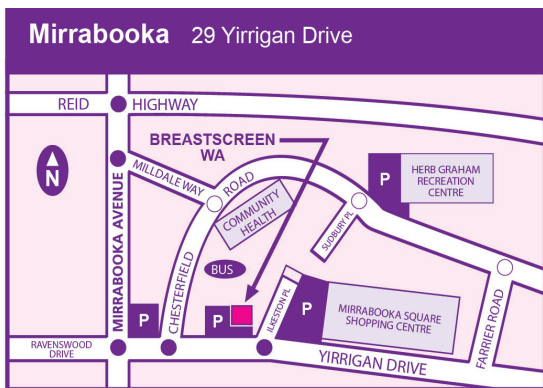 Mirrabooka 29 Yirrigan Drive
REID HIGHWAY
BREASTSCREEN
WA
N
MILLDALE WAY
ROAD
COMMUNITY
HEALTH
P
HERB GRAHAM
RECREATION
CENTRE
SUDBURY PL
MIRRABOOKA AVENUE
BUS
CHESTERFIELD
P
P
ILKESTON PL
P
MIRRABOOKA SQUARE
SHOPPING CENTRE
FARRIER ROAD
RAVENSWOOD
DRIVE
YIRRIGAN DRIVE